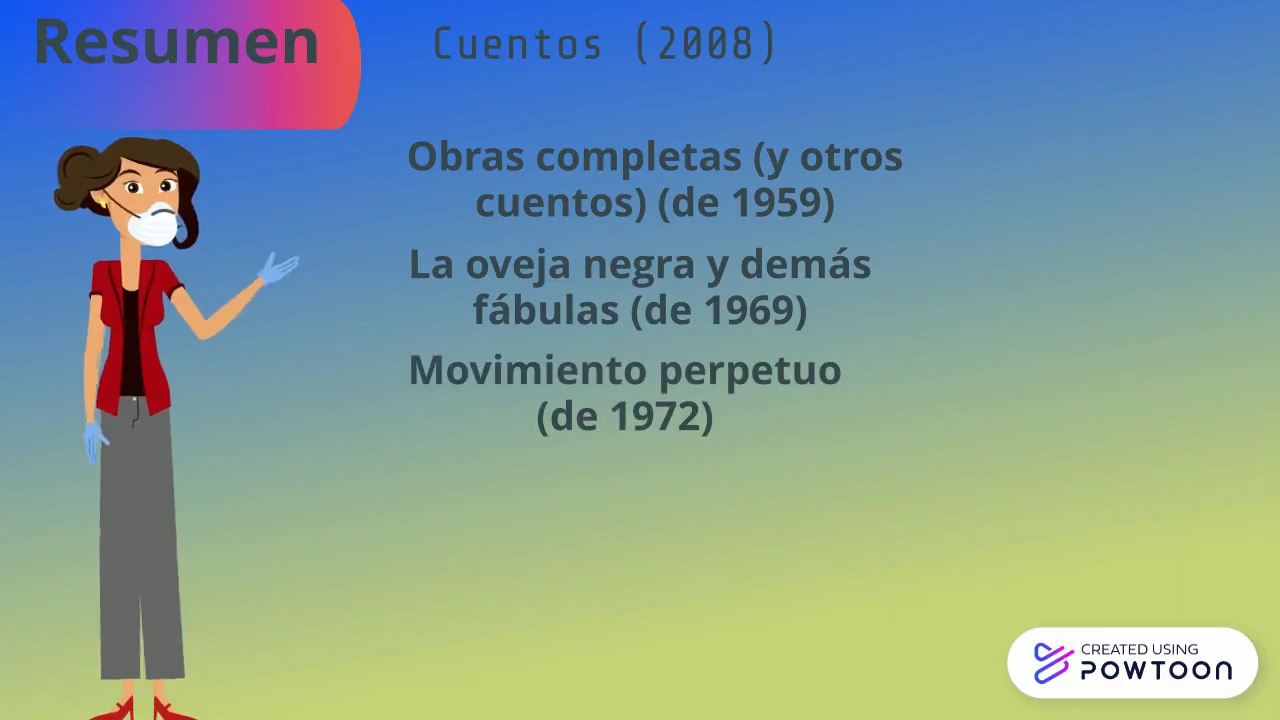 Resumen
Cuentos (2008)
Obras completas (y otros
cuentos) (de 1959)
La oveja negra y demás
fábulas (de 1969)
Movimiento perpetuo
(de 1972)
CREATED USING
POWTOON